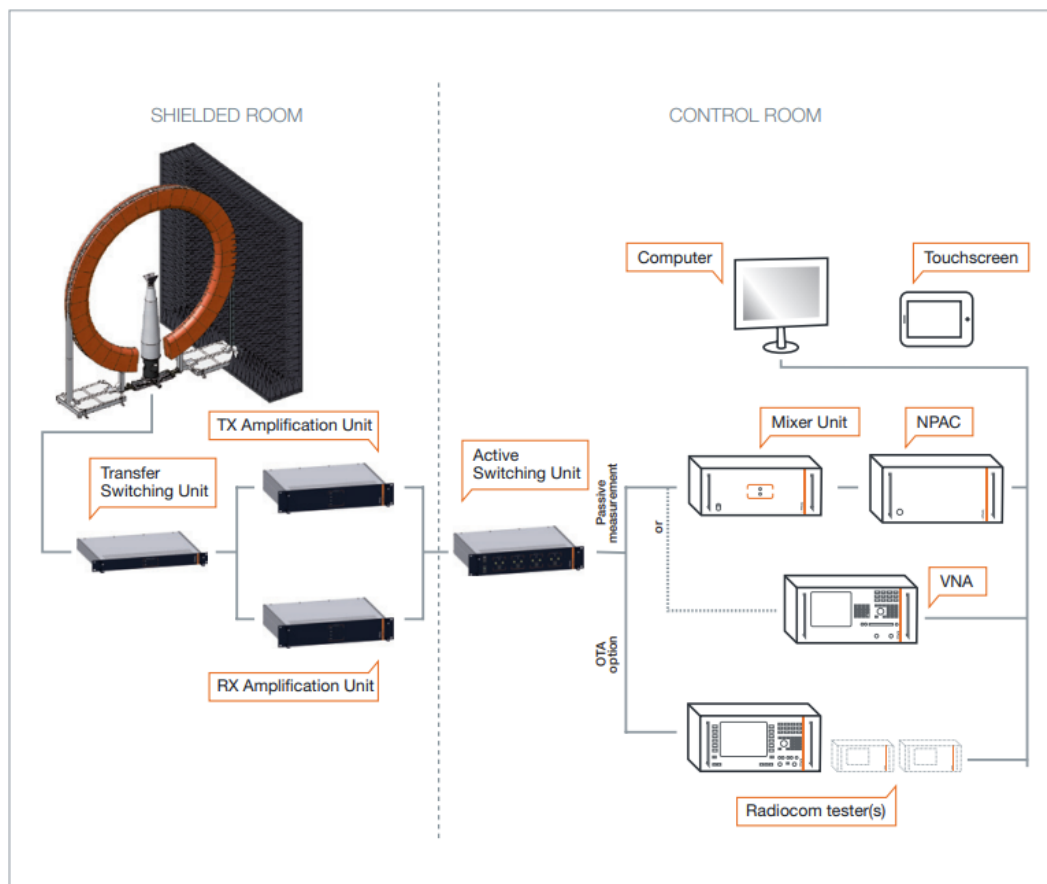 SHIELDED ROOM
CONTROL ROOM
Computer
Touchscreen
TX Amplification Unit
Mixer Unit
NPAC
Transfer
Switching Unit
Active
Switching Unit
Passive
measurement
or
VNA
OTA
option
RX Amplification Unit
Radiocom tester(s)